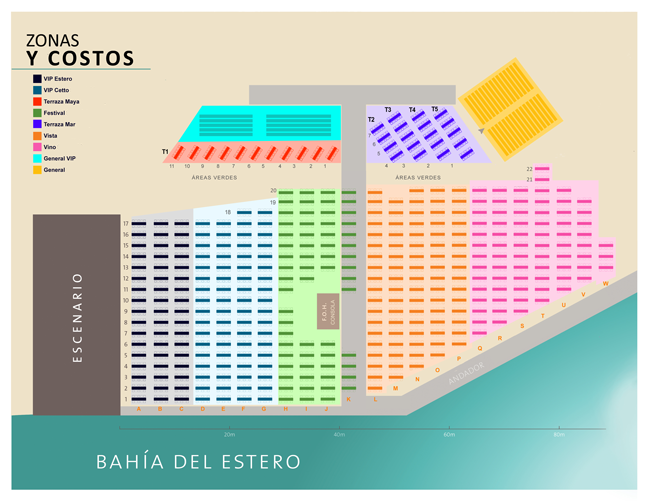 ZONAS
Y COSTOS
VIP Estero
VIP Cetto
Terraza Maya
Festival
Terraza Mar
Vista
Vino
General VIP
General
T1
11 10 9 8 7 6 5 4 3 2 1
ÁREAS VERDES
T2 T3 T4 T5
7
6
5
4 3 2 1
ÁREAS VERDES
22
21
20
19
18
17
16
15
14
13
12
11
10
9
8
7
6
5
4
3
2
1
ESCENARIO
F.O.H.
CONSOLA
A B C D E F G H I J K L M N O P Q R S T U V W
ANDADOR
20m 40m 60m 80m
BAHÍA DEL ESTERO